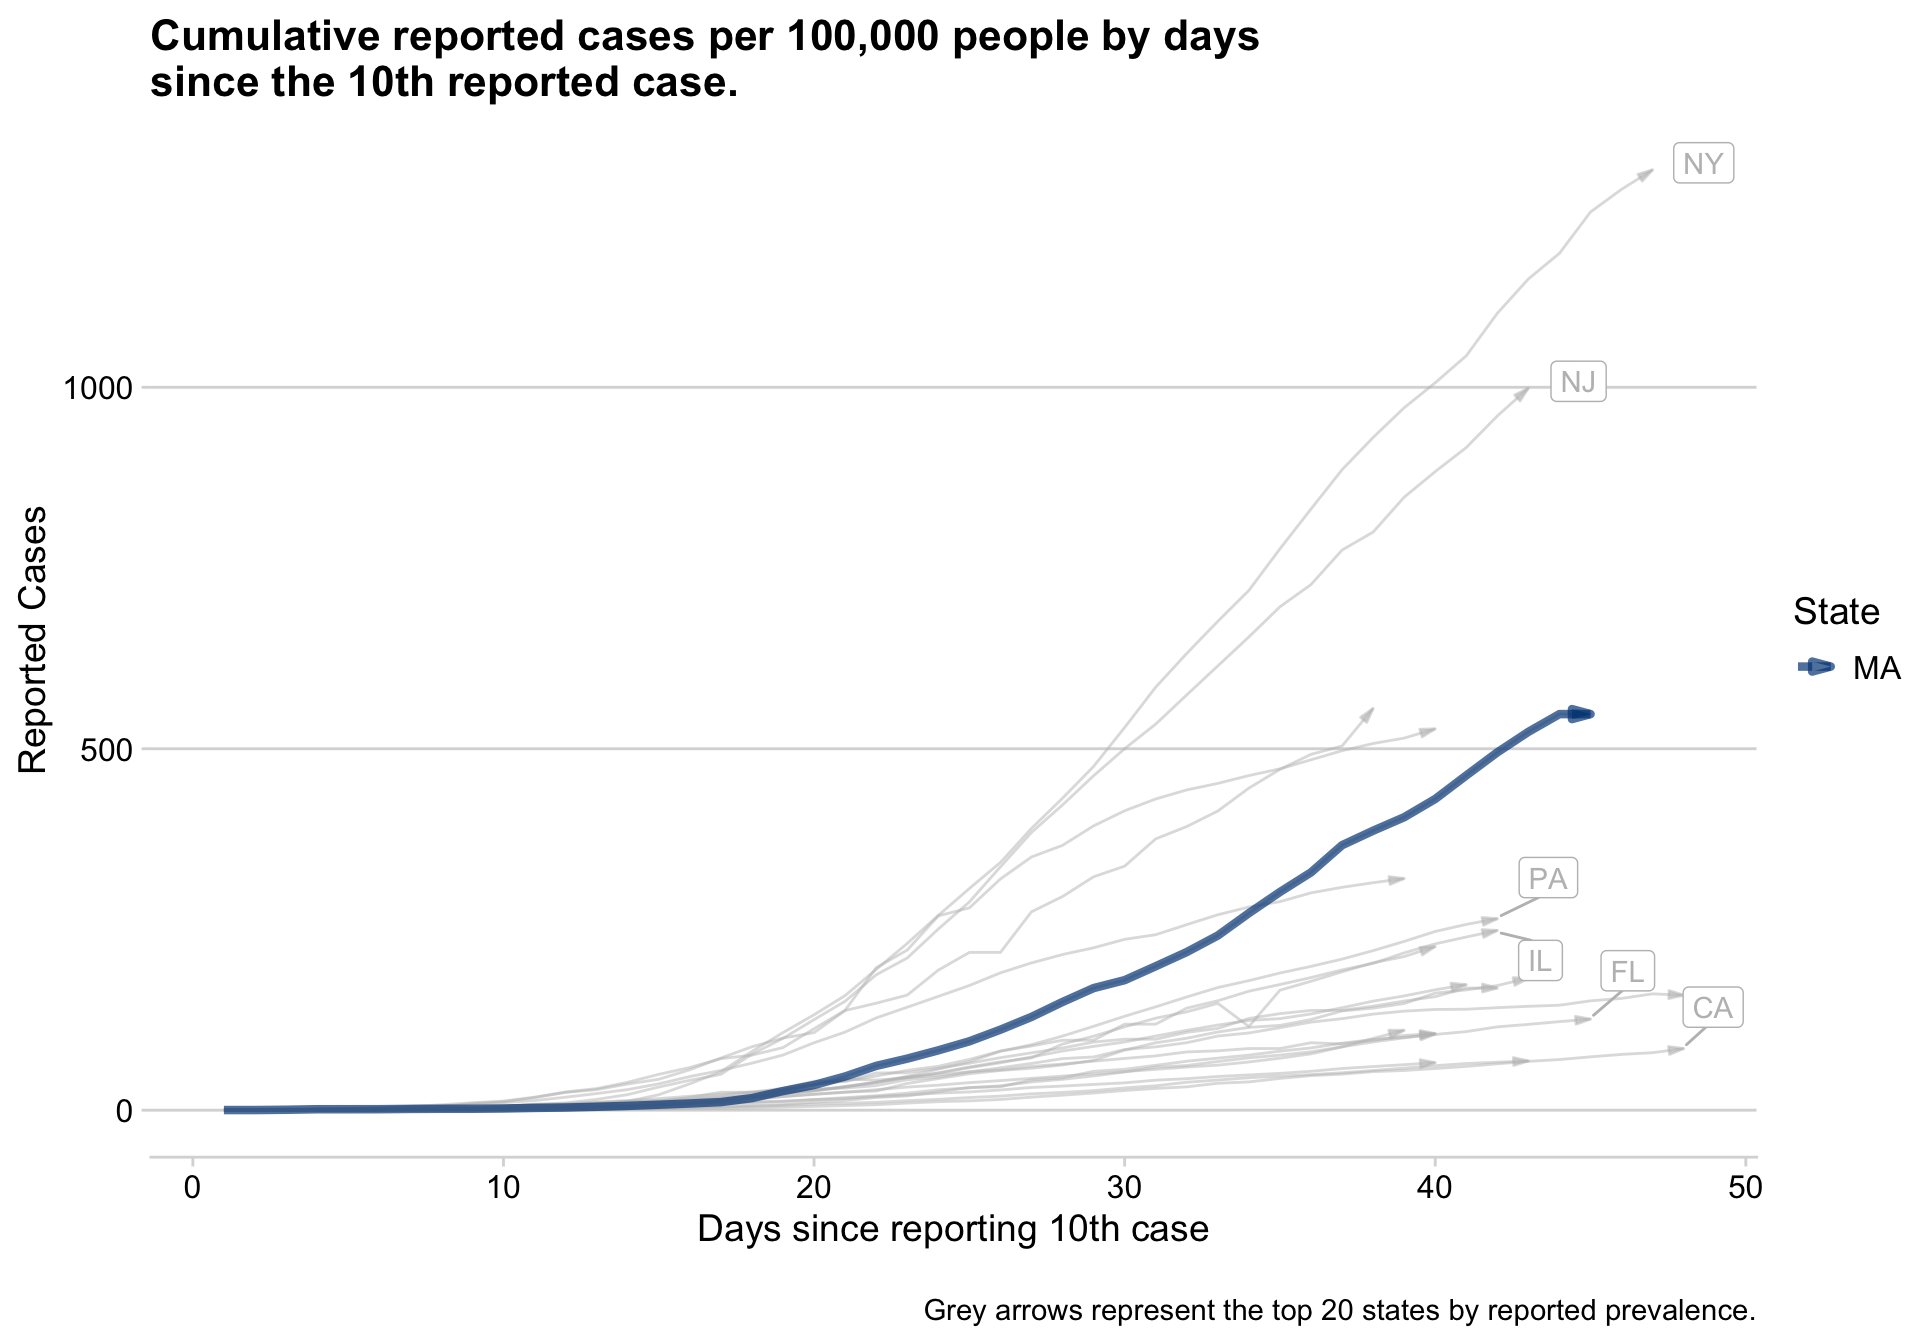 Cumulative reported cases per 100,000 people by days
since the 10th reported case.
NY
NJ
PA
IL
FL
CA
1000
500
0
Reported Cases
0 10 20 30 40 50
Days since reporting 10th case
State
MA
Grey arrows represent the top 20 states by reported prevalence.